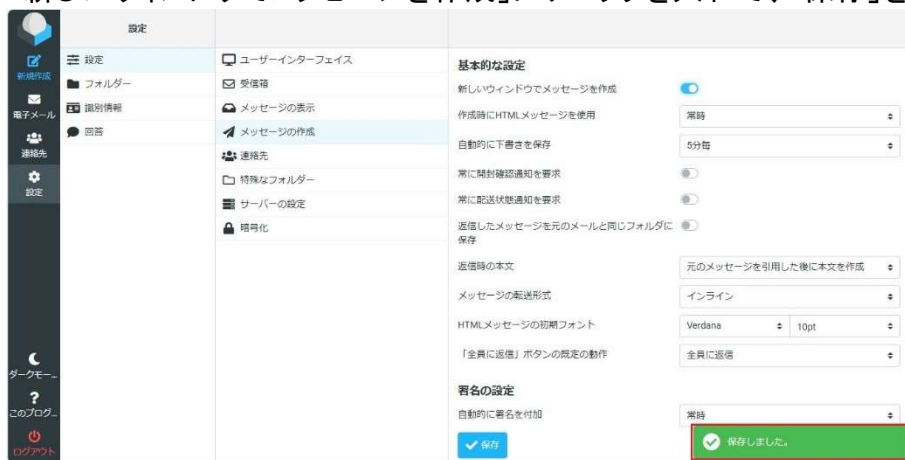 設定
新規作成
電子メール
連絡先
設定
ダークモー...
このプログ...
ログアウト
設定
フォルダー
識別情報
回答
ユーザーインターフェイス
受信箱
メッセージの表示
メッセージの作成
連絡先
特殊なフォルダー
サーバーの設定
暗号化
基本的な設定
新しいウィンドウでメッセージを作成
作成時にHTMLメッセージを使用 常時
自動的に下書きを保存 5分毎
常に開封確認通知を要求
常に配送状態通知を要求
返信したメッセージを元のメールと同じフォルダに
保存
返信時の本文 元のメッセージを引用した後に本文を作成
メッセージの転送形式 インライン
HTMLメッセージの初期フォント Verdana 10pt
「全員に返信」ボタンの既定の動作 全員に返信
署名の設定
自動的に署名を付加 常時
保存
保存しました。